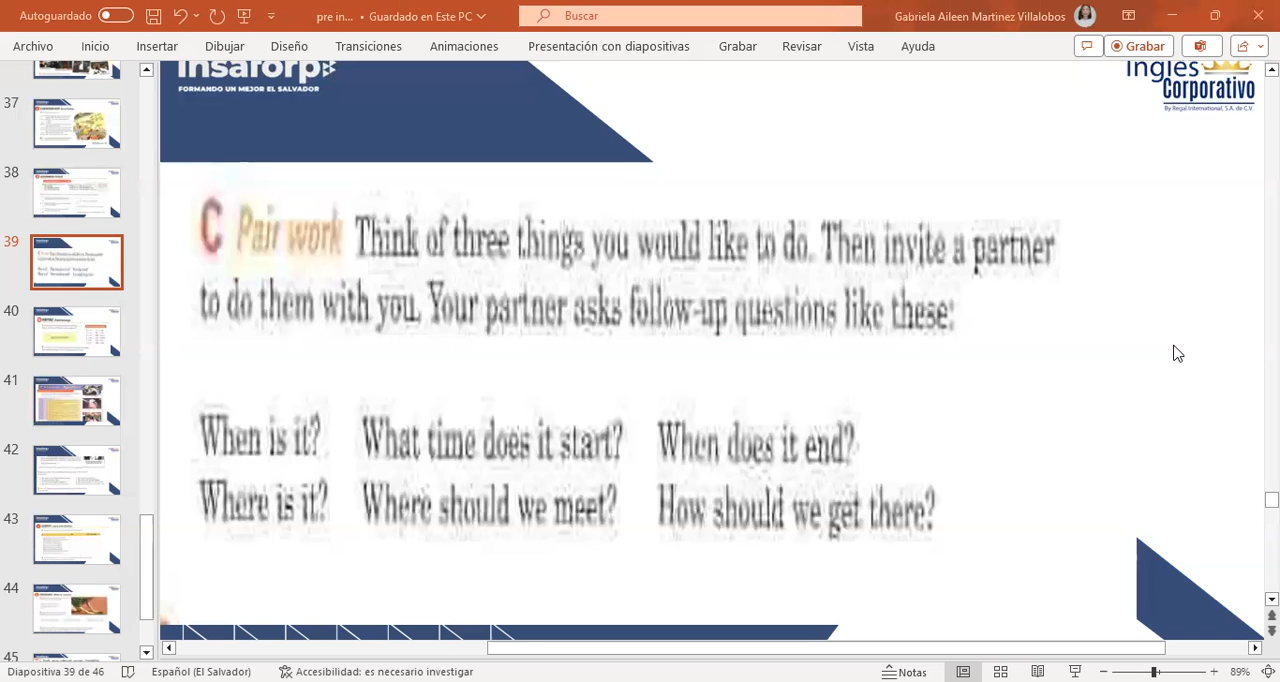 Autoguardado
pre in... • Guardado en Este PC
Buscar
Gabriela Aileen Martinez Villalobos
Archivo Inicio Insertar Dibujar Diseño Transiciones Animaciones Presentación con diapositivas Grabar Revisar Vista Ayuda
Grabar
Insaforp
FORMANDO UN MEJOR EL SALVADOR
Inglés
Corporativo
By Regal International, S.A. de C.V.
37
38
39
40
41
42
43
44
45
C Pair work Think of three things you would like to do. Then invite a partner
to do them with you. Your partner asks follow-up questions like these:
When is it? What time does it start? When does it end?
Where is it? Where should we meet? How should we get there?
Diapositiva 39 de 46 Español (El Salvador) Accesibilidad: es necesario investigar Notas 89%